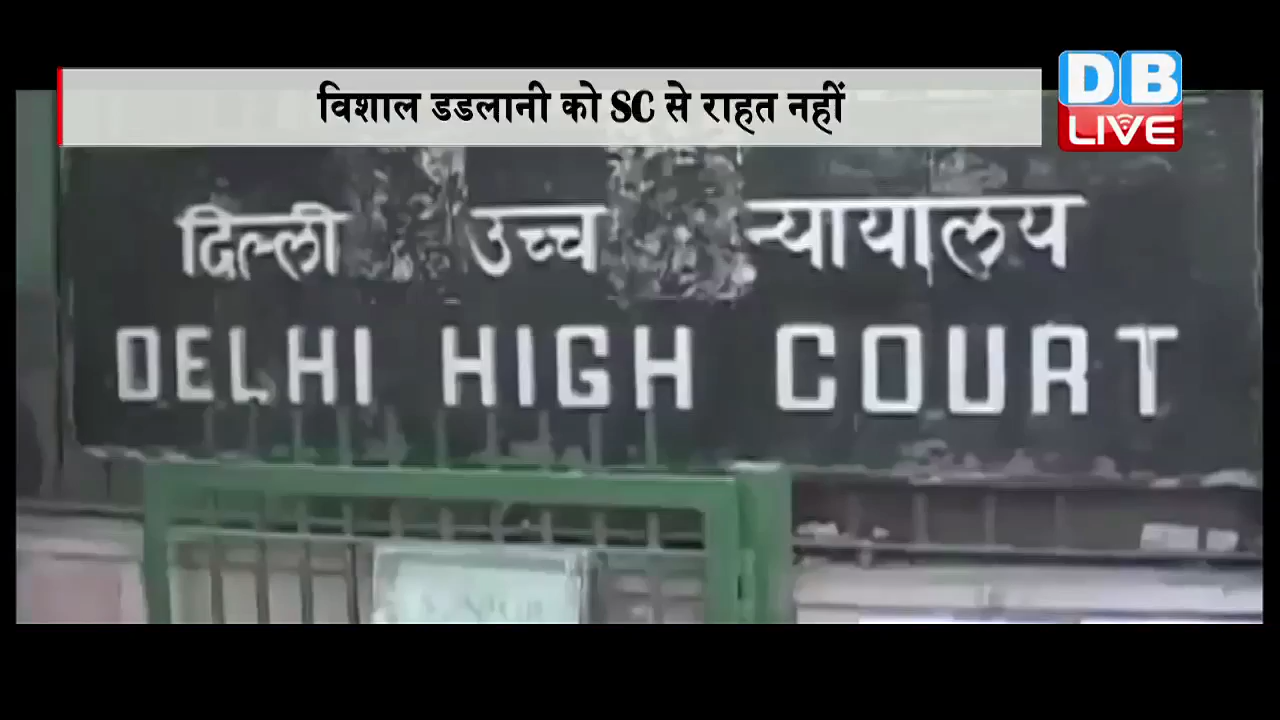 विशाल डडलानी को SC से राहत नहीं
DB
LIVE
दिल्ली उच्च न्यायालय
DELHI HIGH COURT